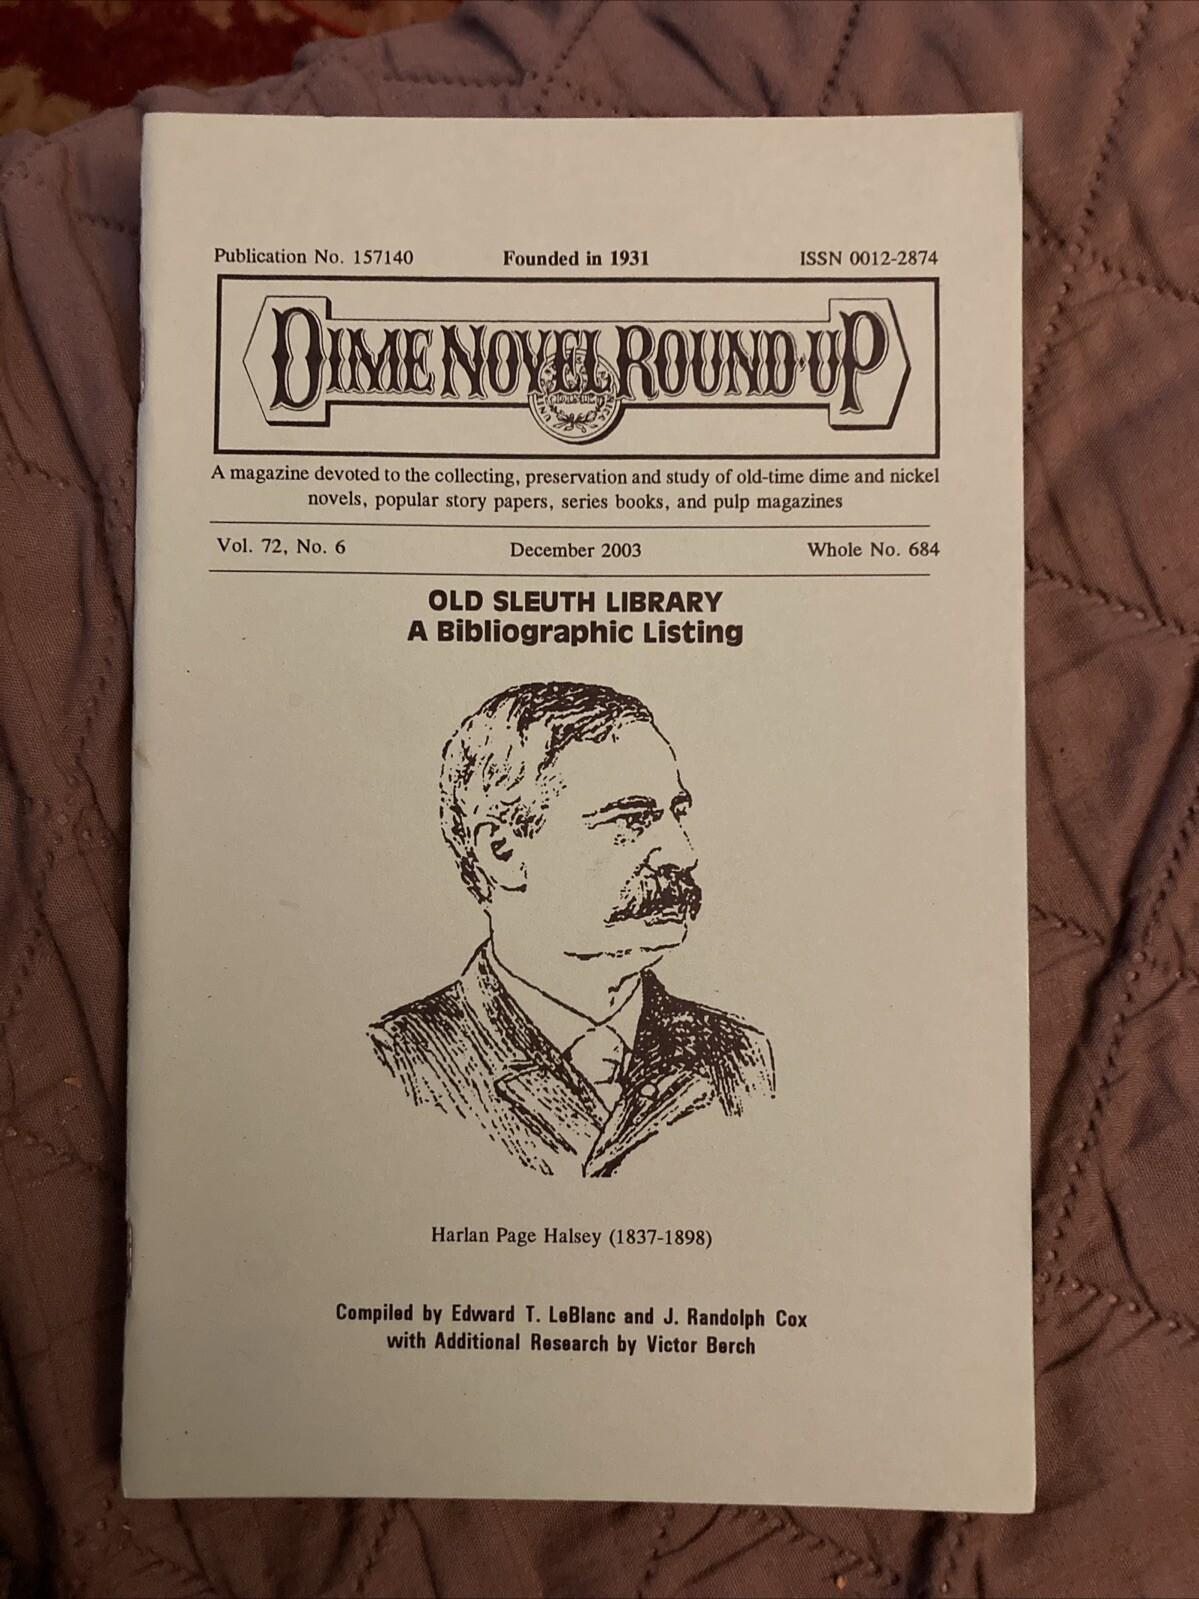 Publication No. 157140 Founded in 1931 ISSN 0012-2874
DIME NOVEL ROUND-UP
A magazine devoted to the collecting, preservation and study of old-time dime and nickel
novels, popular story papers, series books, and pulp magazines
Vol. 72, No. 6 December 2003 Whole No. 684
OLD SLEUTH LIBRARY
A Bibliographic Listing
Harlan Page Halsey (1837-1898)
Compiled by Edward T. LeBlanc and J. Randolph Cox
with Additional Research by Victor Berch